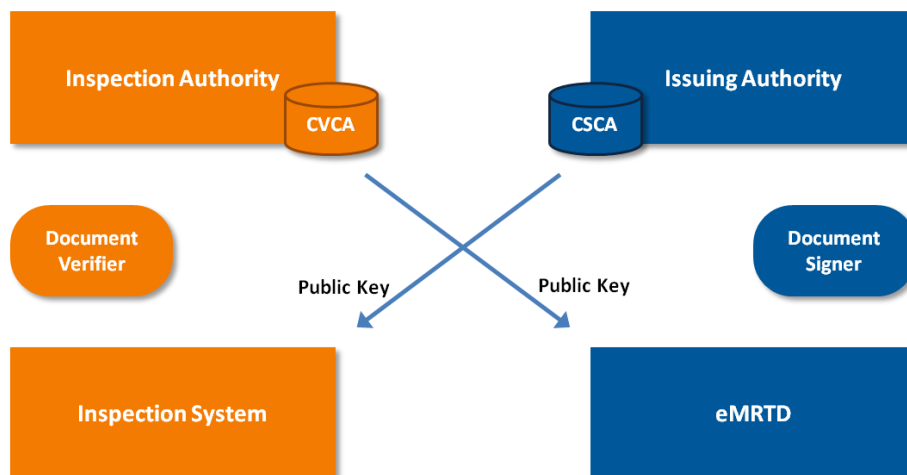 Inspection Authority
Issuing Authority
CVCA
CSCA
Document
Verifier
Document
Signer
Public Key
Public Key
Inspection System
eMRTD